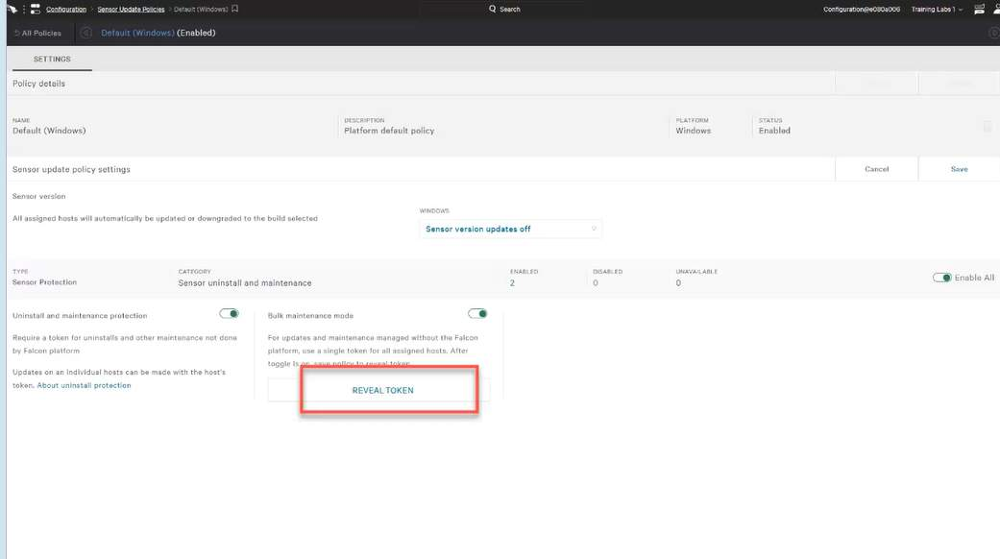 Configuration > Sensor Update Policies > Default (Windows)
Search
Configuration@e080a006
Training Labs 1
All Policies
Default (Windows) (Enabled)
SETTINGS
Policy details
NAME
Default (Windows)
DESCRIPTION
Platform default policy
PLATFORM
Windows
STATUS
Enabled
Sensor update policy settings
Cancel
Save
Sensor version
All assigned hosts will automatically be updated or downgraded to the build selected
WINDOWS
Sensor version updates off
TYPE
Sensor Protection
CATEGORY
Sensor uninstall and maintenance
ENABLED
2
DISABLED
0
UNAVAILABLE
0
Enable All
Uninstall and maintenance protection
Require a token for uninstalls and other maintenance not done
by Falcon platform
Updates on an individual hosts can be made with the host's
token. About uninstall protection
Bulk maintenance mode
For updates and maintenance managed without the Falcon
platform, use a single token for all assigned hosts. After
toggle is on, save policy to reveal token.
REVEAL TOKEN